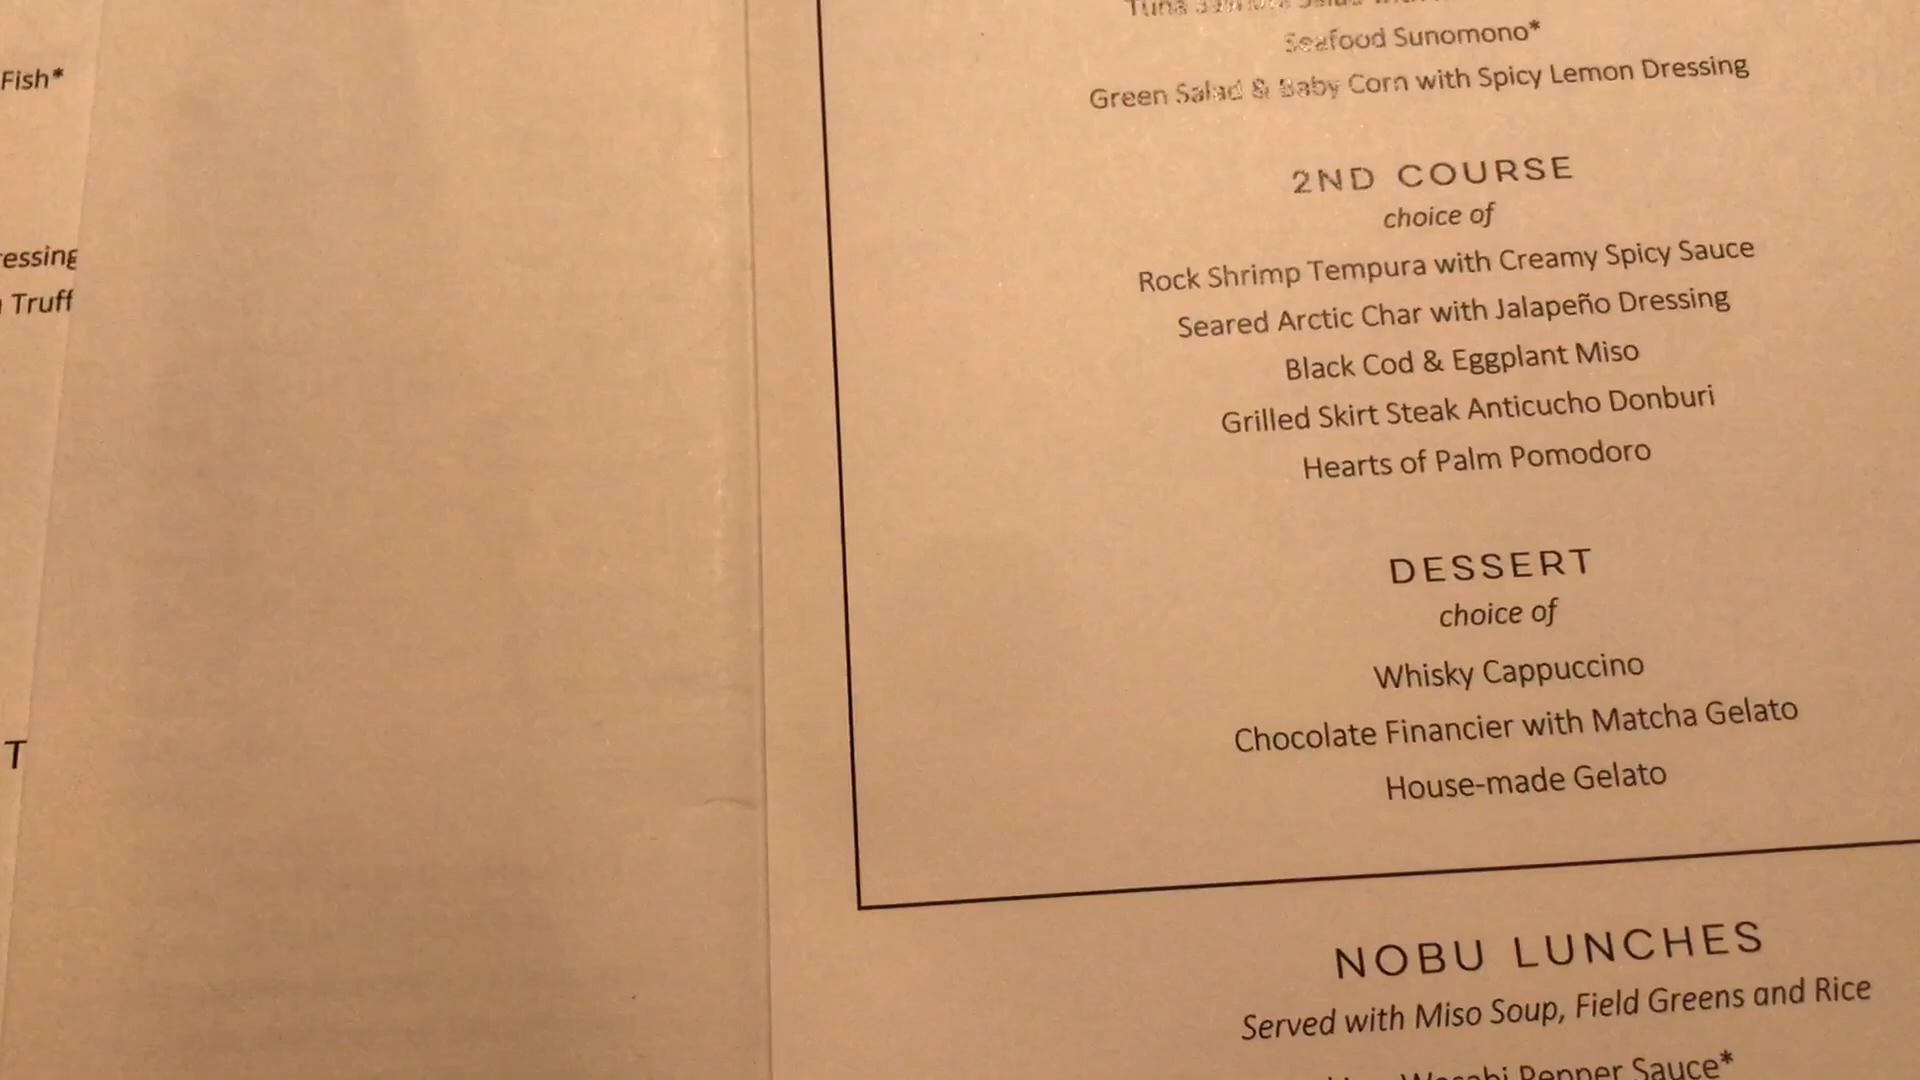 Fish*
essing
Truff
T
Tuna
Seafood Sunomono*
Green Salad & Baby Corn with Spicy Lemon Dressing
2ND COURSE
choice of
Rock Shrimp Tempura with Creamy Spicy Sauce
Seared Arctic Char with Jalapeño Dressing
Black Cod & Eggplant Miso
Grilled Skirt Steak Anticucho Donburi
Hearts of Palm Pomodoro
DESSERT
choice of
Whisky Cappuccino
Chocolate Financier with Matcha Gelato
House-made Gelato
NOBU LUNCHES
Served with Miso Soup, Field Greens and Rice
Wasabi Pepper Sauce*